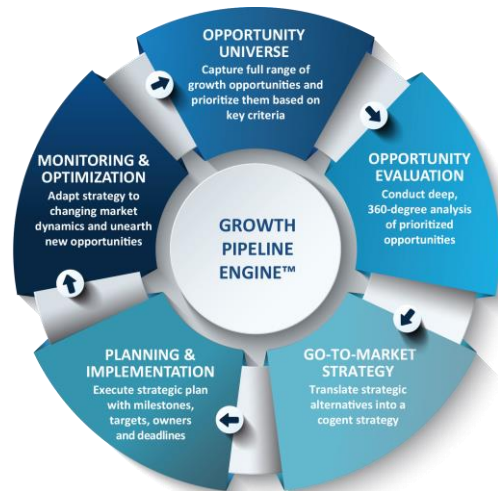 OPPORTUNITY
UNIVERSE
Capture full range of
growth opportunities and
prioritize them based on
key criteria
OPPORTUNITY
EVALUATION
Conduct deep,
360-degree analysis
of prioritized
opportunities
GO-TO-MARKET
STRATEGY
Translate strategic
alternatives into a
cogent strategy
PLANNING &
IMPLEMENTATION
Execute strategic plan
with milestones,
targets, owners
and deadlines
MONITORING &
OPTIMIZATION
Adapt strategy to
changing market
dynamics and unearth
new opportunities
GROWTH
PIPELINE
ENGINE™